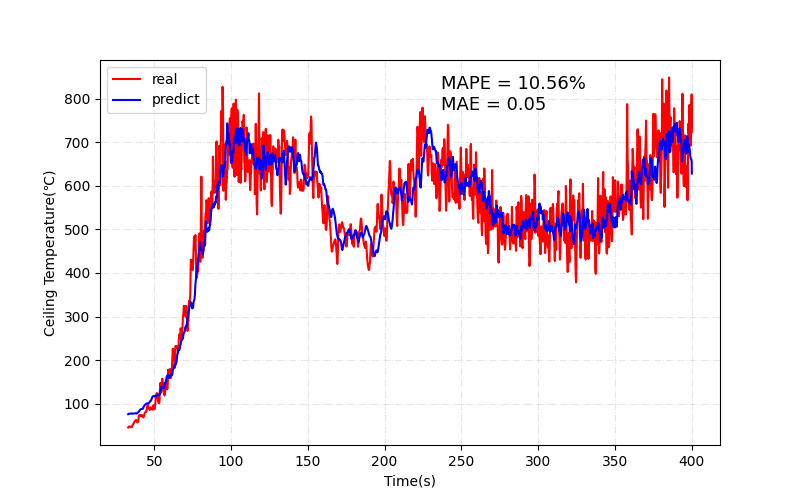 real
predict
MAPE = 10.56%
MAE = 0.05
Ceiling Temperature(℃)
800
700
600
500
400
300
200
100
50
100
150
200
250
300
350
400
Time(s)